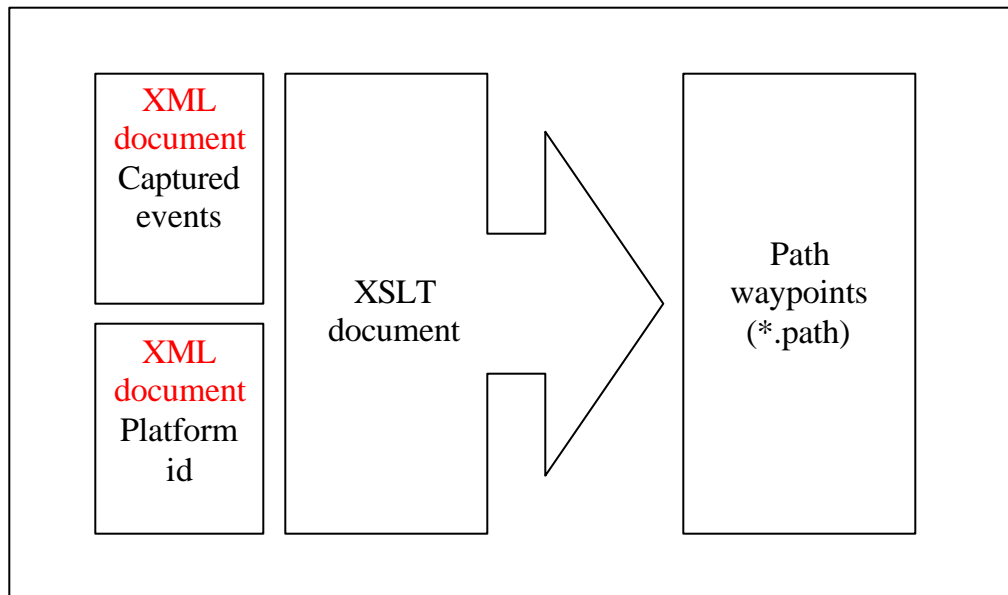 XML
document
Captured
events
XML
document
Platform
id
XSLT
document
Path
waypoints
(*.path)